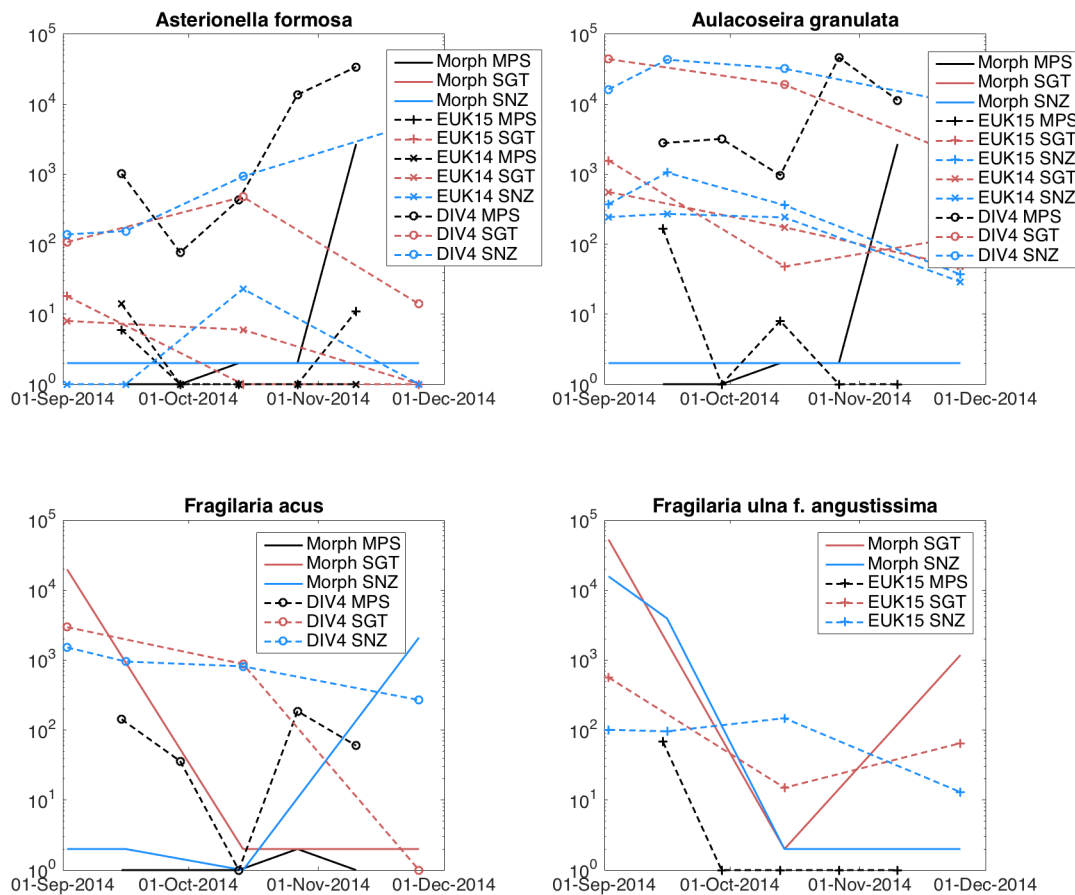 Asterionella formosa
10^5
10^4
10^3
10^2
10^1
10^0
01-Sep-2014
01-Oct-2014
01-Nov-2014
01-Dec-2014
Morph MPS
Morph SGT
Morph SNZ
EUK15 MPS
EUK15 SGT
EUK14 MPS
EUK14 SGT
EUK14 SNZ
DIV4 MPS
DIV4 SGT
DIV4 SNZ
Aulacoseira granulata
10^5
10^4
10^3
10^2
10^1
10^0
01-Sep-2014
01-Oct-2014
01-Nov-2014
01-Dec-2014
Morph MPS
Morph SGT
Morph SNZ
EUK15 MPS
EUK15 SGT
EUK15 SNZ
EUK14 SGT
EUK14 SNZ
DIV4 MPS
DIV4 SGT
DIV4 SNZ
Fragilaria acus
10^5
10^4
10^3
10^2
10^1
10^0
01-Sep-2014
01-Oct-2014
01-Nov-2014
01-Dec-2014
Morph MPS
Morph SGT
Morph SNZ
DIV4 MPS
DIV4 SGT
DIV4 SNZ
Fragilaria ulna f. angustissima
10^5
10^4
10^3
10^2
10^1
10^0
01-Sep-2014
01-Oct-2014
01-Nov-2014
01-Dec-2014
Morph SGT
Morph SNZ
EUK15 MPS
EUK15 SGT
EUK15 SNZ